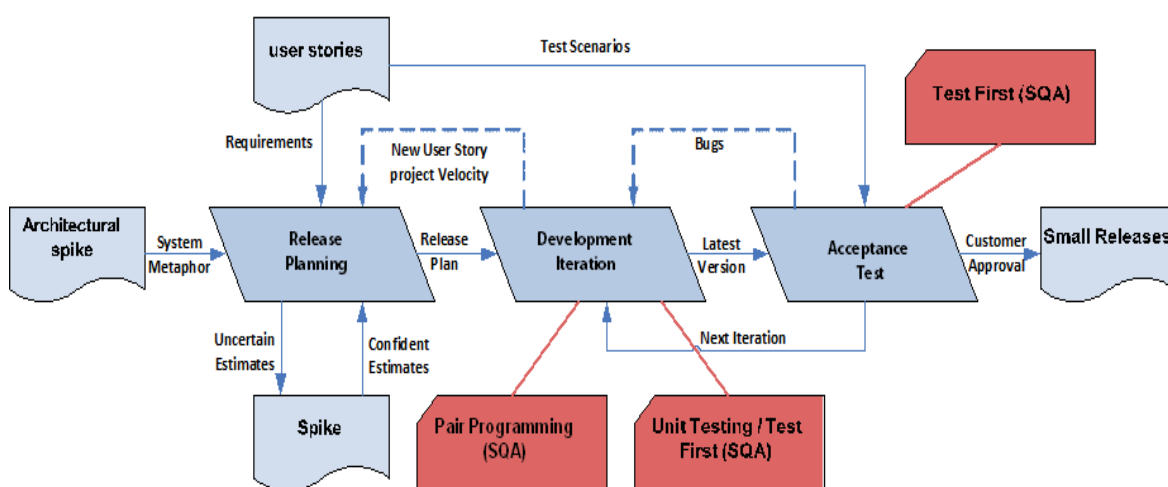 user stories
Test Scenarios
Test First (SQA)
Requirements
New User Story
project Velocity
Bugs
Architectural
spike
System
Metaphor
Release
Planning
Release
Plan
Development
Iteration
Latest
Version
Acceptance
Test
Customer
Approval
Small Releases
Uncertain
Estimates
Confident
Estimates
Next Iteration
Spike
Pair Programming
(SQA)
Unit Testing / Test
First (SQA)